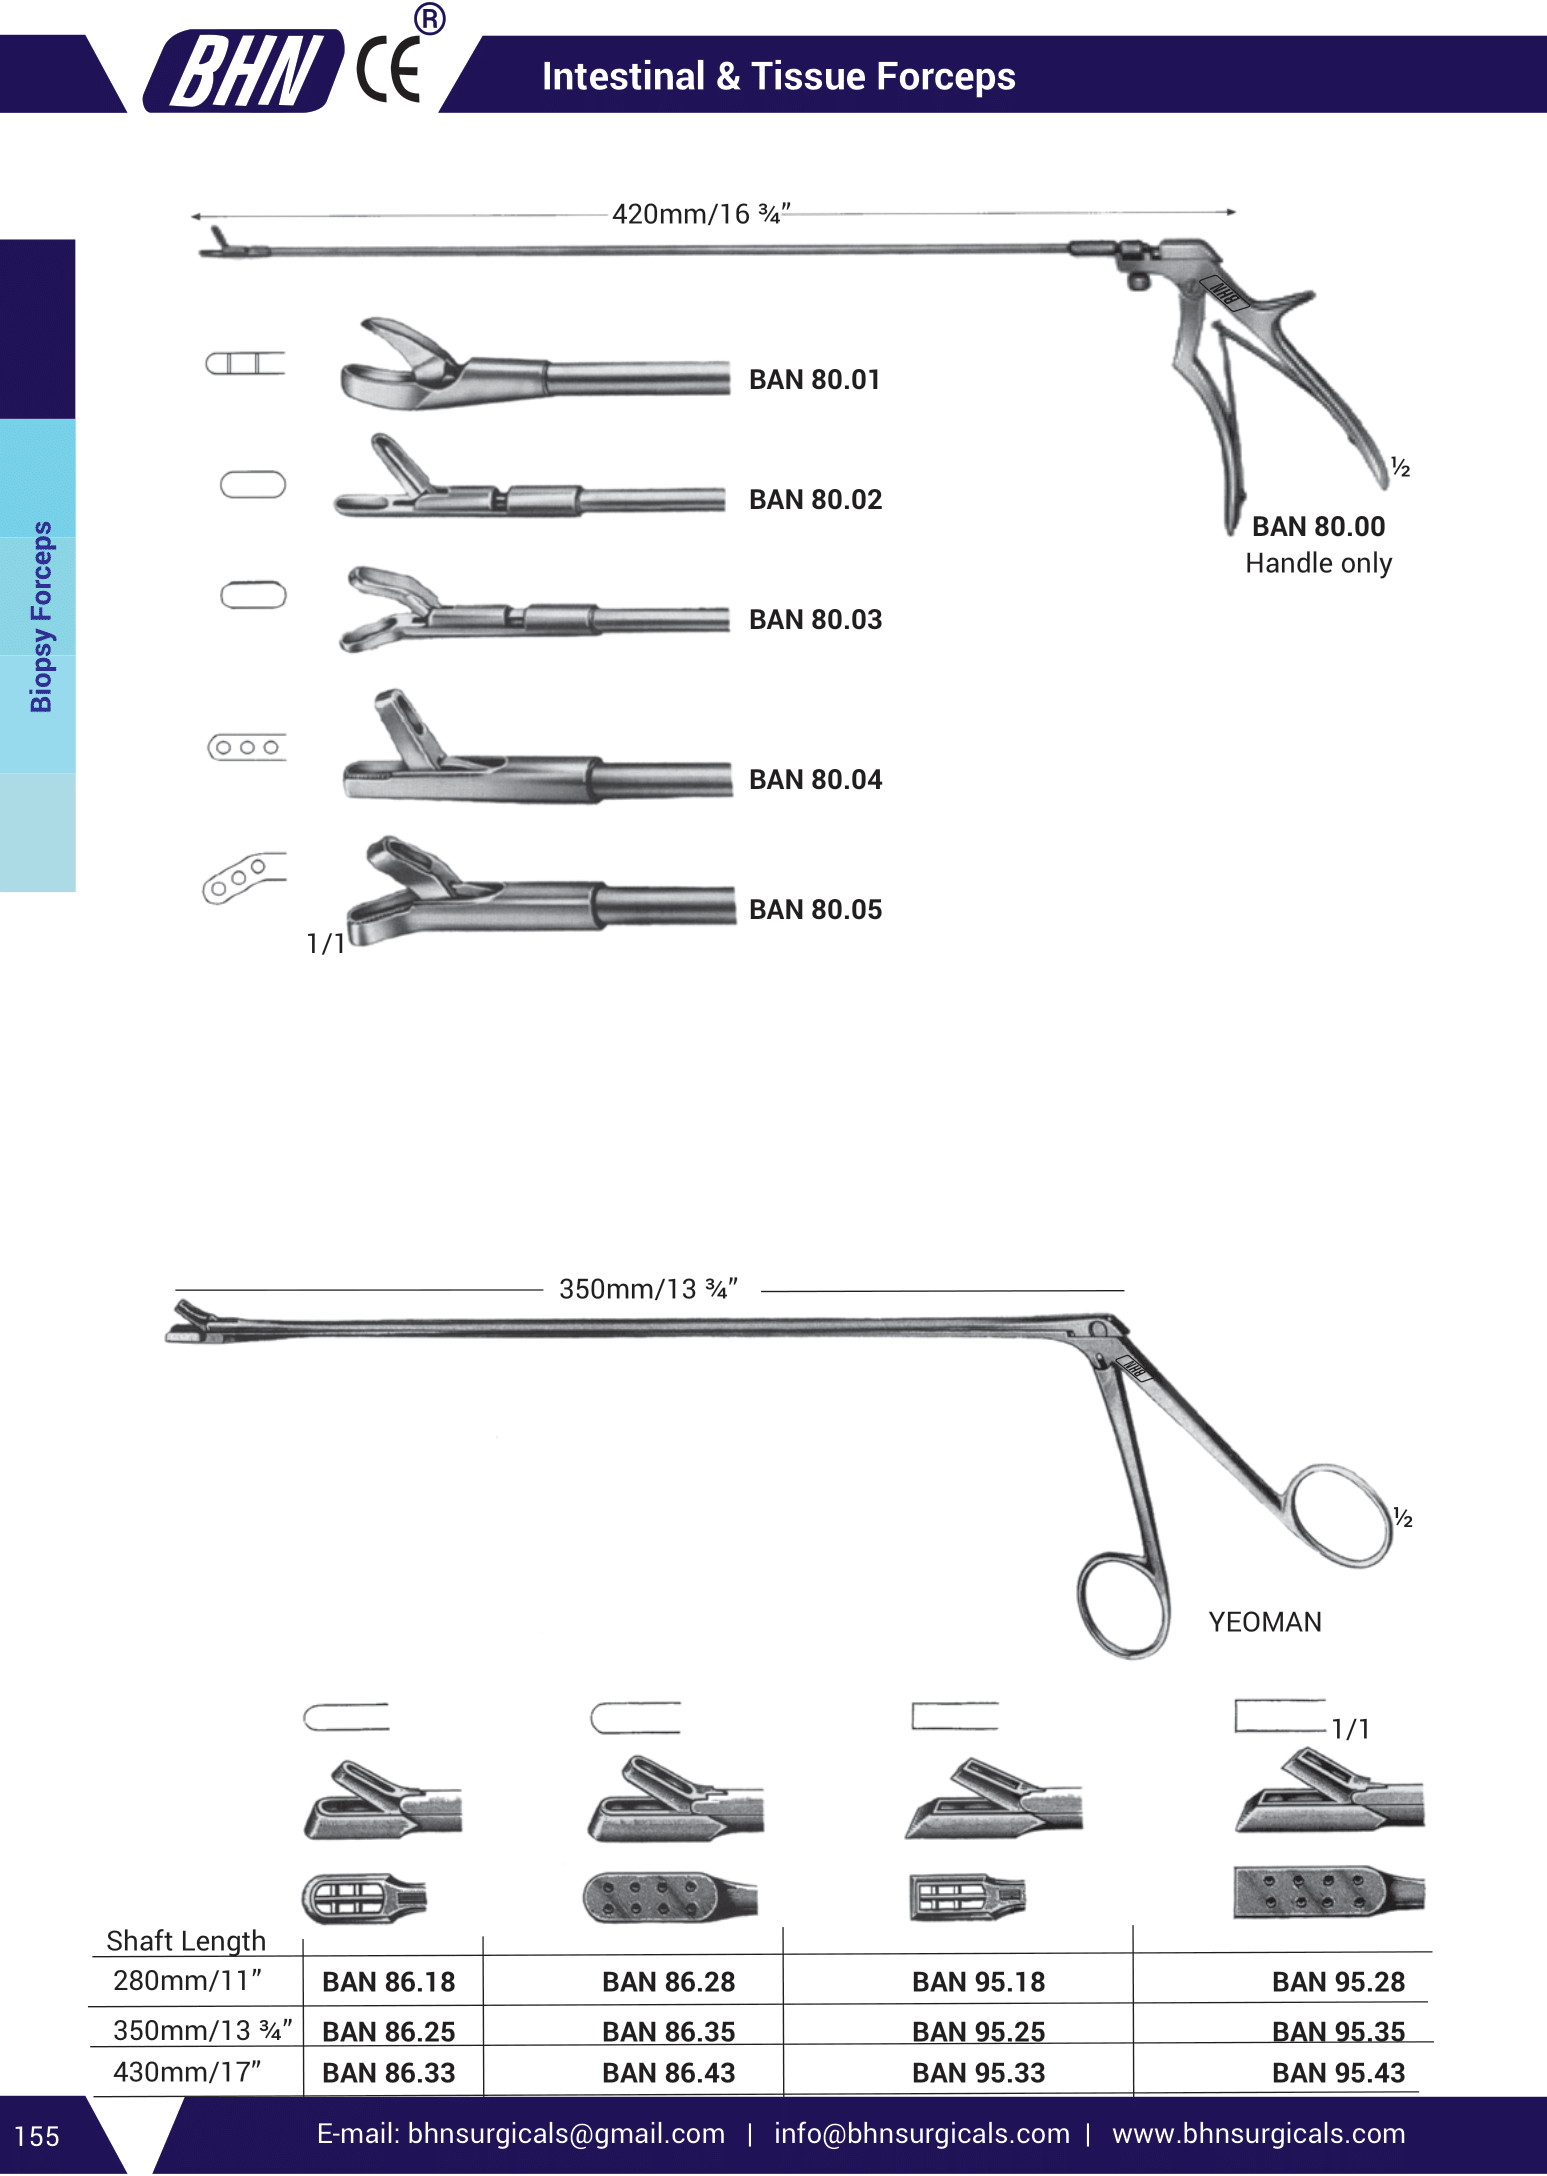 BHN CE ®
Intestinal & Tissue Forceps
420mm/16 ¾”
BHN
BAN 80.01
½
BAN 80.02
BAN 80.00
Handle only
Biopsy Forceps
BAN 80.03
BAN 80.04
BAN 80.05
1/1
350mm/13 ¾”
BHN
½
YEOMAN
1/1
Shaft Length
280mm/11” BAN 86.18 BAN 86.28 BAN 95.18 BAN 95.28
350mm/13 ¾” BAN 86.25 BAN 86.35 BAN 95.25 BAN 95.35
430mm/17” BAN 86.33 BAN 86.43 BAN 95.33 BAN 95.43
155
E-mail: bhnsurgicals@gmail.com | info@bhnsurgicals.com | www.bhnsurgicals.com